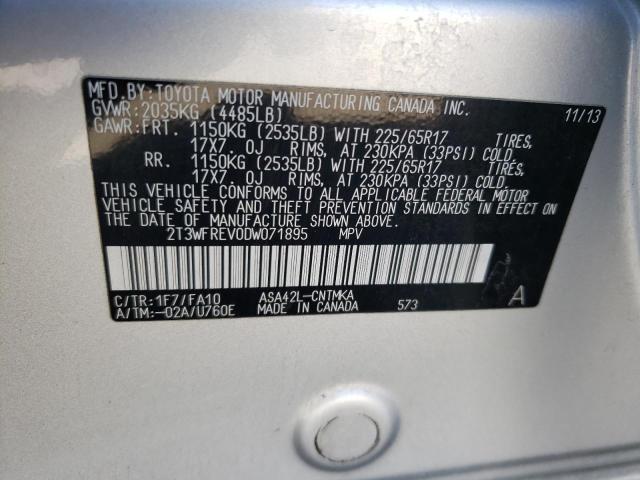 MFD.BY:TOYOTA MOTOR MANUFACTURING CANADA INC.
GVWR:2035KG (4485LB) 11/13
GAWR:FRT. 1150KG (2535LB) WITH 225/65R17 TIRES,
17X7.0J RIMS, AT 230KPA (33PSI) COLD.
RR. 1150KG (2535LB) WITH 225/65R17 TIRES,
17X7.0J RIMS, AT 230KPA (33PSI) COLD.
THIS VEHICLE CONFORMS TO ALL APPLICABLE FEDERAL MOTOR
VEHICLE SAFETY AND THEFT PREVENTION STANDARDS IN EFFECT ON
THE DATE OF MANUFACTURE SHOWN ABOVE.
2T3WFREV0DW071895 MPV
C/TR:1F7/FA10 ASA42L-CNTMKA A
A/TM:-02A/U760E MADE IN CANADA 573